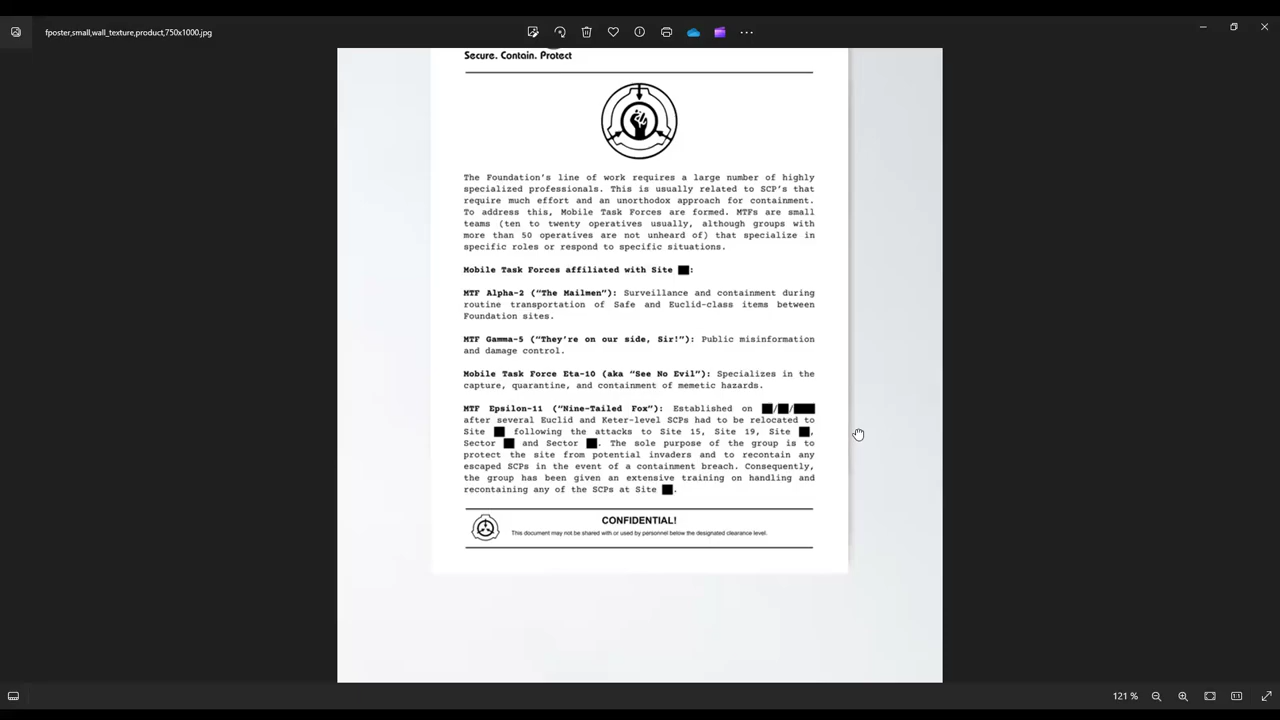 fposter,small,wall_texture,product,750x1000.jpg
Secure. Contain. Protect
The Foundation's line of work requires a large number of highly
specialized professionals. This is usually related to SCP's that
require much effort and an unorthodox approach for containment.
To address this, Mobile Task Forces are formed. MTFs are small
teams (ten to twenty operatives usually, although groups with
more than 50 operatives are not unheard of) that specialize in
specific roles or respond to specific situations.
Mobile Task Forces affiliated with Site ██:
MTF Alpha-2 (“The Mailmen”): Surveillance and containment during
routine transportation of Safe and Euclid-class items between
Foundation sites.
MTF Gamma-5 (“They're on our side, Sir!”): Public misinformation
and damage control.
Mobile Task Force Eta-10 (aka “See No Evil”): Specializes in the
capture, quarantine, and containment of memetic hazards.
MTF Epsilon-11 (“Nine-Tailed Fox”): Established on ██/██/████
after several Euclid and Keter-level SCPs had to be relocated to
Site ██ following the attacks to Site 15, Site 19, Site ██,
Sector ██ and Sector ██. The sole purpose of the group is to
protect the site from potential invaders and to recontain any
escaped SCPs in the event of a containment breach. Consequently,
the group has been given an extensive training on handling and
recontaining any of the SCPs at Site ██.
CONFIDENTIAL!
This document may not be shared with or used by personnel below the designated clearance level.
121 %